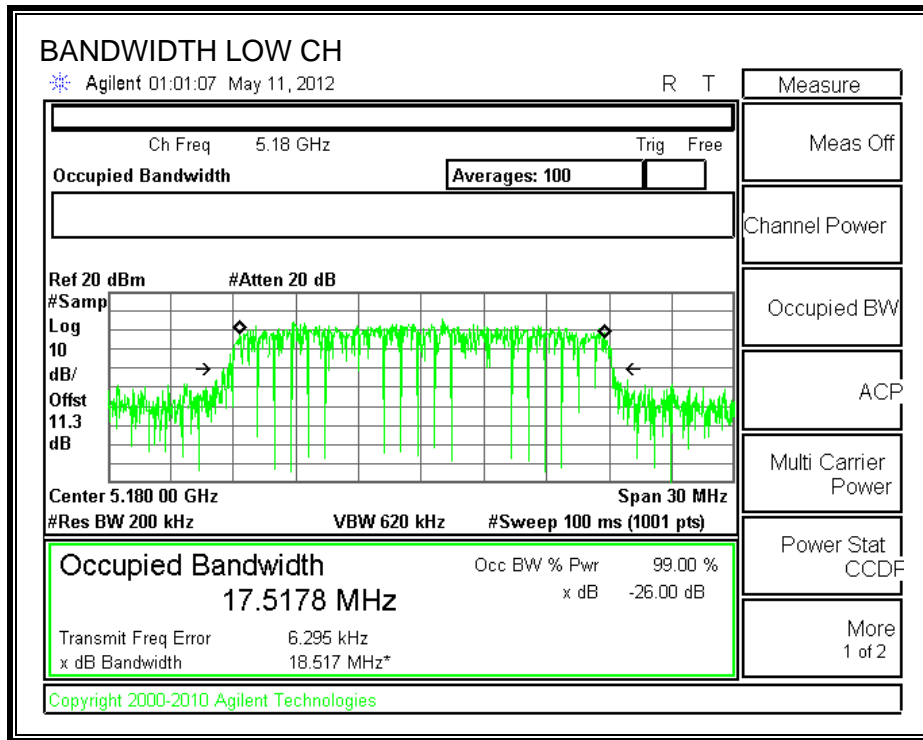 BANDWIDTH LOW CH
Agilent 01:01:07 May 11, 2012 R T
Measure
Ch Freq 5.18 GHz Trig Free
Meas Off
Occupied Bandwidth Averages: 100
Channel Power
Ref 20 dBm #Atten 20 dB
#Samp
Log
10
dB/
Offst
11.3
dB
Occupied BW
ACP
Center 5.180 00 GHz Span 30 MHz
#Res BW 200 kHz VBW 620 kHz #Sweep 100 ms (1001 pts)
Multi Carrier
Power
Occupied Bandwidth Occ BW % Pwr 99.00 %
17.5178 MHz x dB -26.00 dB
Transmit Freq Error 6.295 kHz
x dB Bandwidth 18.517 MHz*
Power Stat
CCDF
More
1 of 2
Copyright 2000-2010 Agilent Technologies